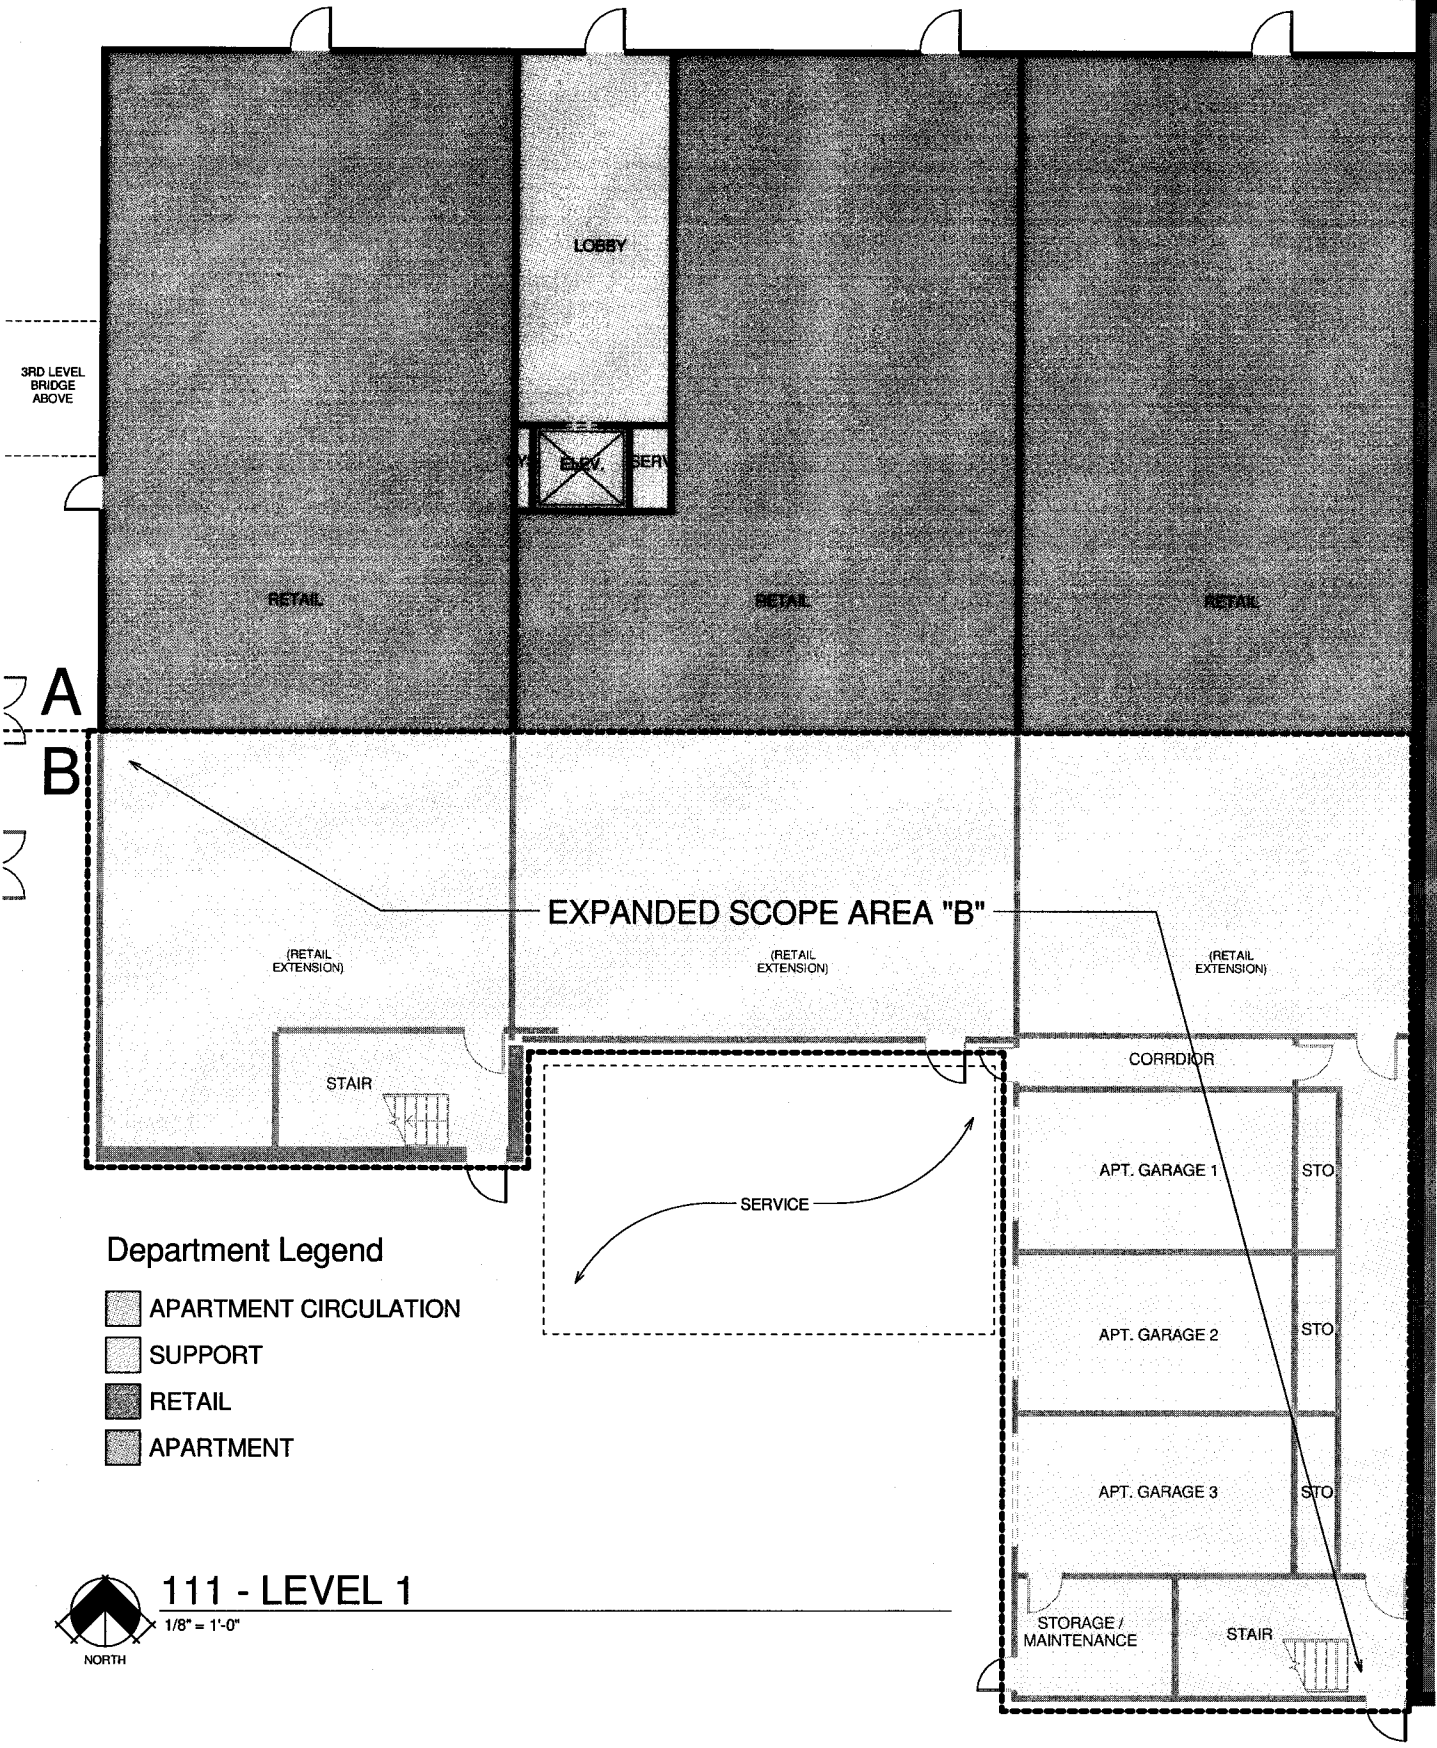 LOBBY
3RD LEVEL
BRIDGE
ABOVE
ELEV.
SERV
RETAIL
RETAIL
RETAIL
A
B
EXPANDED SCOPE AREA "B"
(RETAIL
EXTENSION)
(RETAIL
EXTENSION)
(RETAIL
EXTENSION)
STAIR
CORRDIOR
APT. GARAGE 1
STO
SERVICE
Department Legend
APARTMENT CIRCULATION
SUPPORT
RETAIL
APARTMENT
APT. GARAGE 2
STO
APT. GARAGE 3
STO
111 - LEVEL 1
1/8" = 1'-0"
NORTH
STORAGE /
MAINTENANCE
STAIR